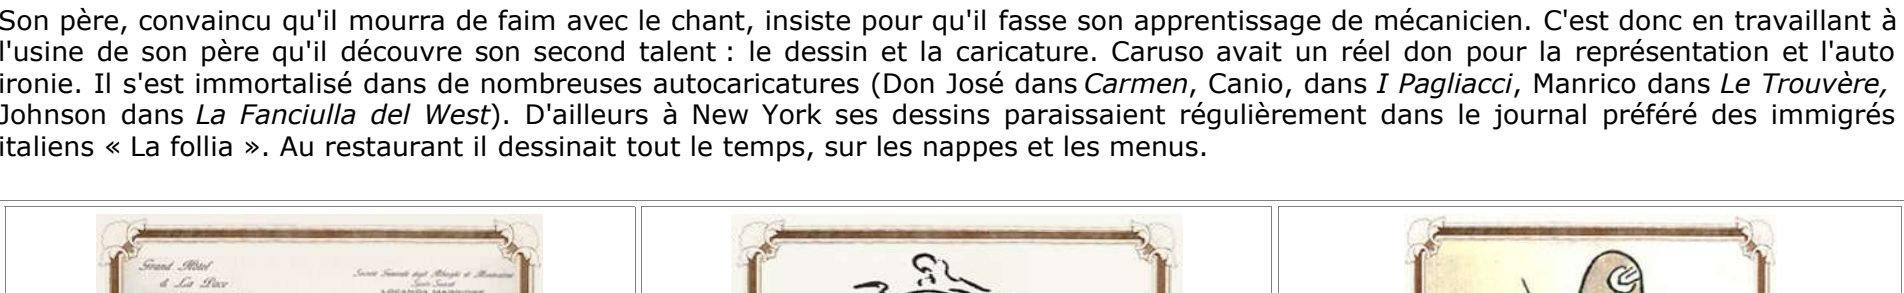 Son père, convaincu qu'il mourra de faim avec le chant, insiste pour qu'il fasse son apprentissage de mécanicien. C'est donc en travaillant à
l'usine de son père qu'il découvre son second talent : le dessin et la caricature. Caruso avait un réel don pour la représentation et l'auto
ironie. Il s'est immortalisé dans de nombreuses autocaricatures (Don José dans Carmen, Canio, dans I Pagliacci, Manrico dans Le Trouvère,
Johnson dans La Fanciulla del West). D'ailleurs à New York ses dessins paraissaient régulièrement dans le journal préféré des immigrés
italiens « La follia ». Au restaurant il dessinait tout le temps, sur les nappes et les menus.
Grand Hôtel
& La Pace